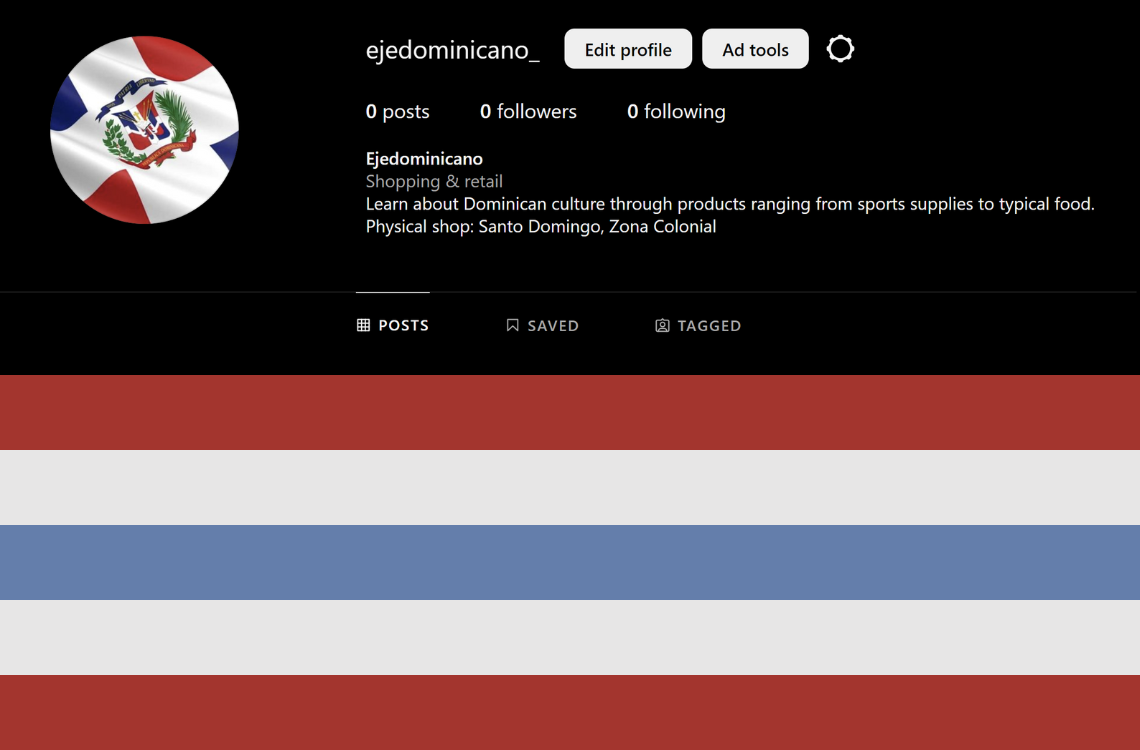 ejedominicano_ Edit profile Ad tools
0 posts 0 followers 0 following
Ejedominicano
Shopping & retail
Learn about Dominican culture through products ranging from sports supplies to typical food.
Physical shop: Santo Domingo, Zona Colonial
POSTS SAVED TAGGED